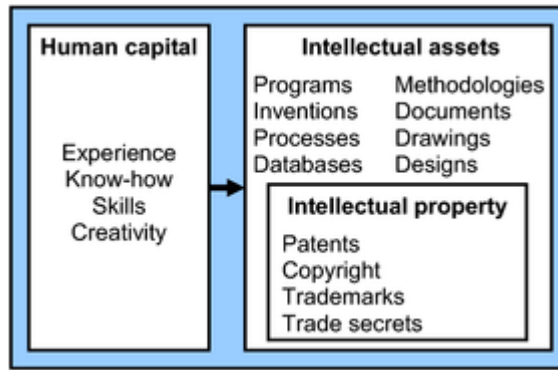 Human capital
Experience
Know-how
Skills
Creativity
Intellectual assets
Programs Methodologies
Inventions Documents
Processes Drawings
Databases Designs
Intellectual property
Patents
Copyright
Trademarks
Trade secrets